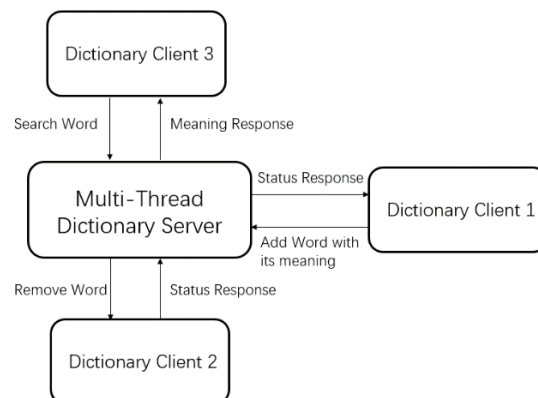 Dictionary Client 3
Search Word
Meaning Response
Multi-Thread
Dictionary Server
Status Response
Dictionary Client 1
Add Word with
its meaning
Remove Word
Status Response
Dictionary Client 2